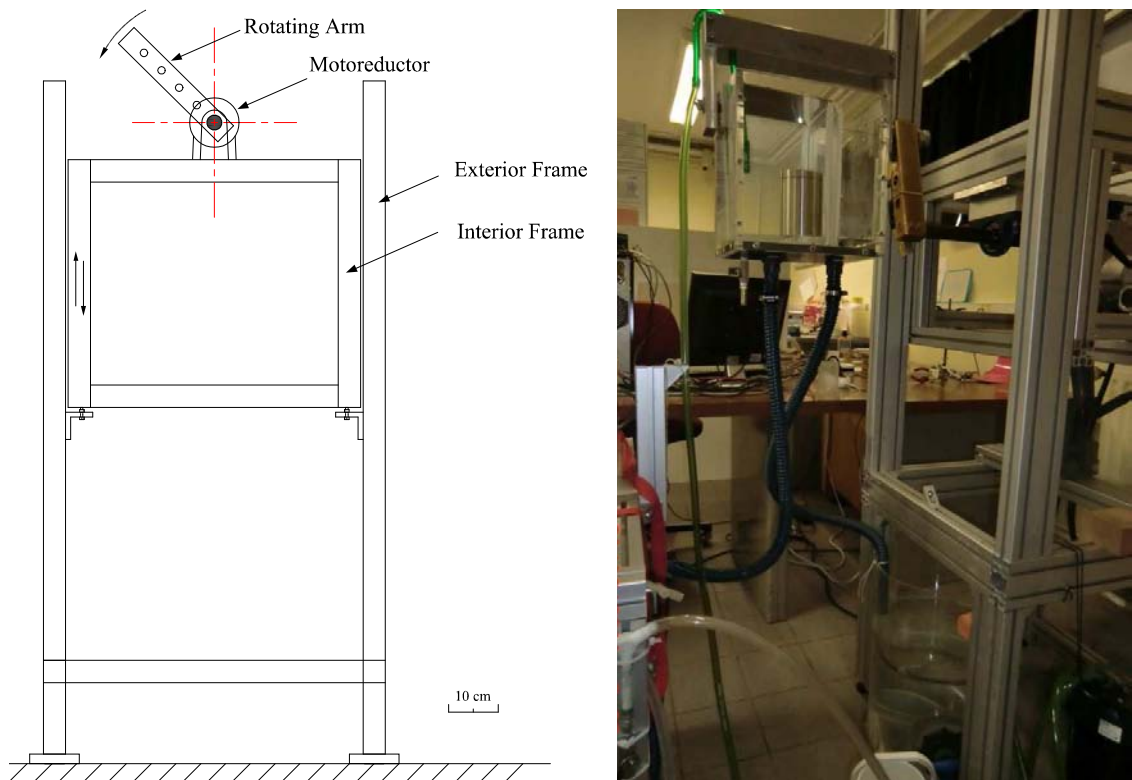 Rotating Arm
Motoreductor
Exterior Frame
Interior Frame
10 cm